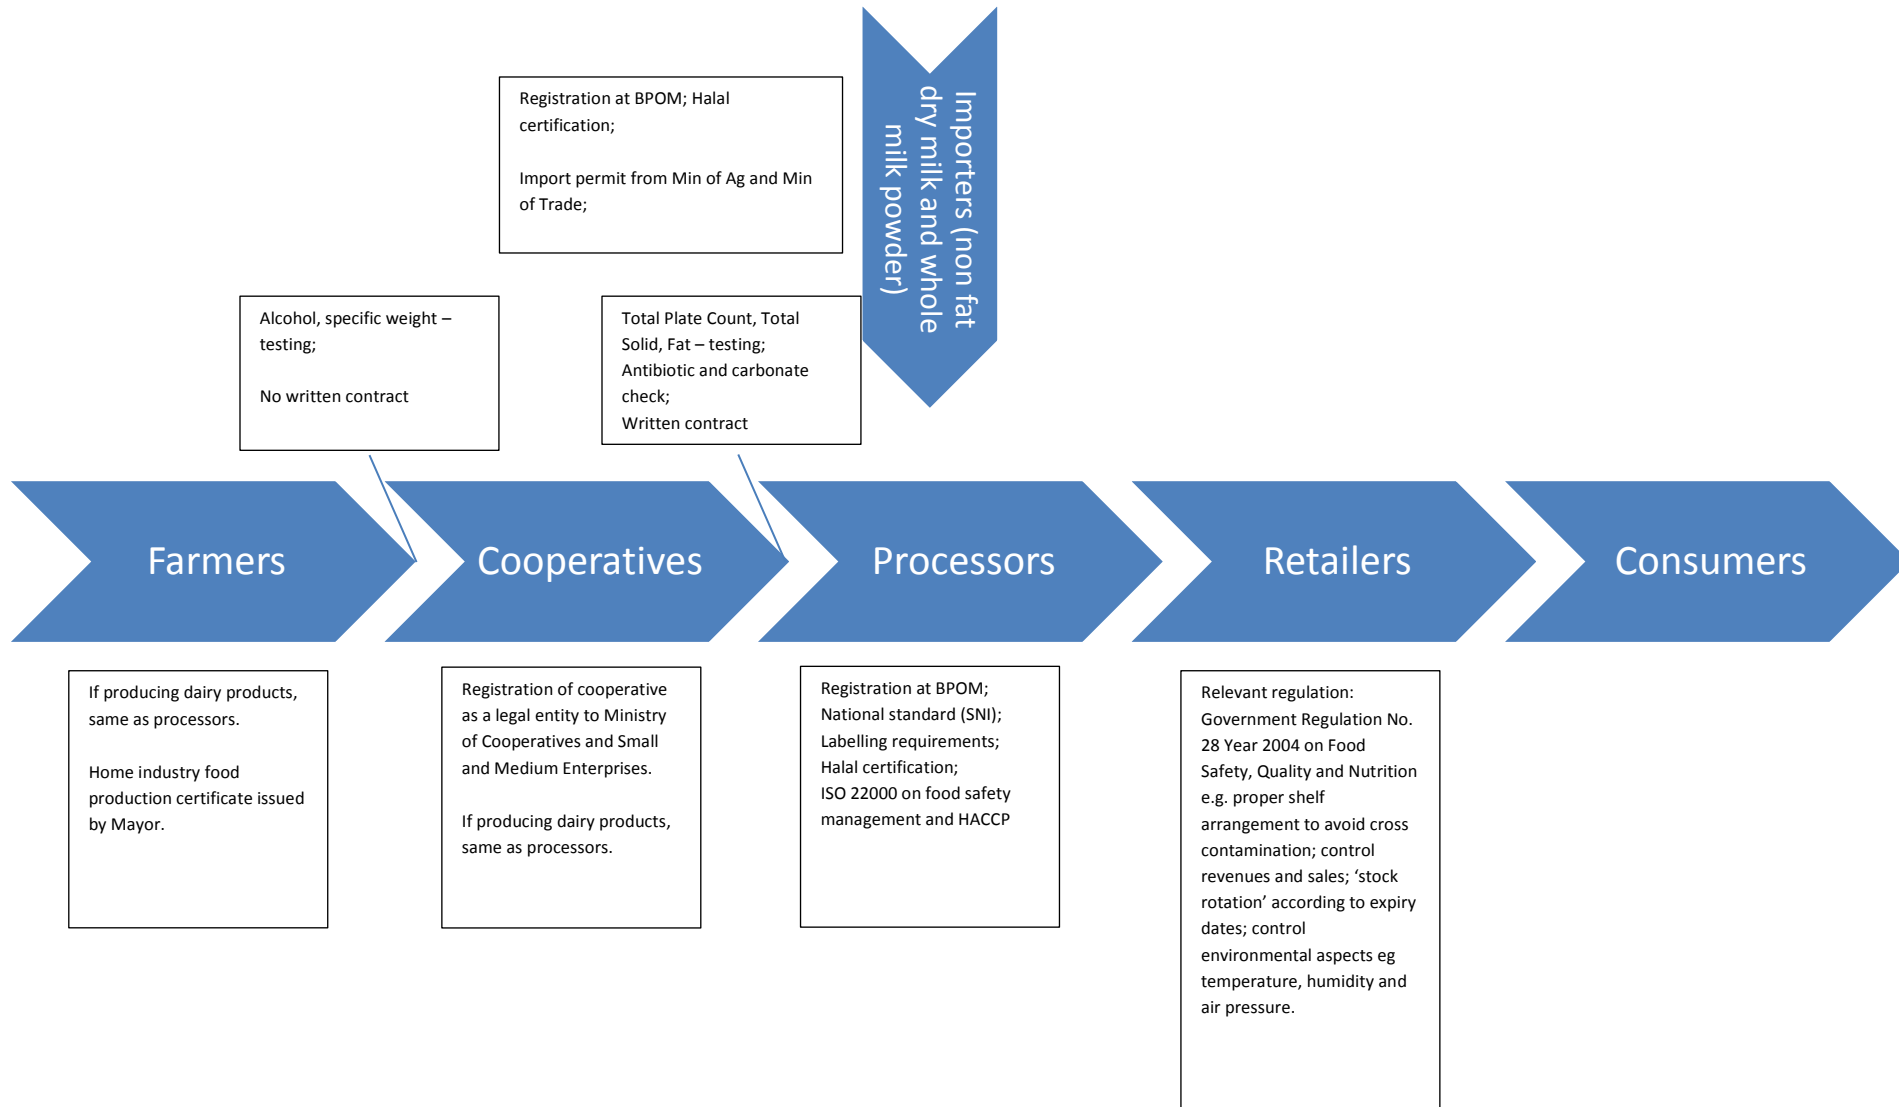 Registration at BPOM; Halal
certification;
Import permit from Min of Ag and Min
of Trade;
Importers (non fat
dry milk and whole
milk powder)
Alcohol, specific weight –
testing;
No written contract
Total Plate Count, Total
Solid, Fat – testing;
Antibiotic and carbonate
check;
Written contract
Farmers
Cooperatives
Processors
Retailers
Consumers
If producing dairy products,
same as processors.
Home industry food
production certificate issued
by Mayor.
Registration of cooperative
as a legal entity to Ministry
of Cooperatives and Small
and Medium Enterprises.
If producing dairy products,
same as processors.
Registration at BPOM;
National standard (SNI);
Labelling requirements;
Halal certification;
ISO 22000 on food safety
management and HACCP
Relevant regulation:
Government Regulation No.
28 Year 2004 on Food
Safety, Quality and Nutrition
e.g. proper shelf
arrangement to avoid cross
contamination; control
revenues and sales; ‘stock
rotation’ according to expiry
dates; control
environmental aspects eg
temperature, humidity and
air pressure.